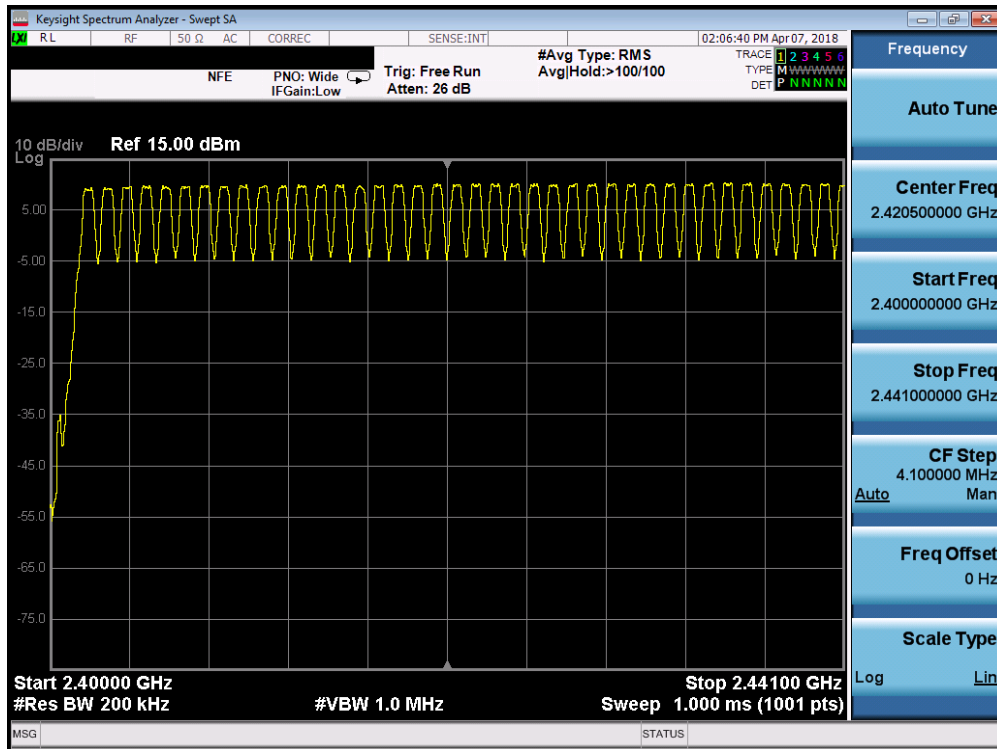 Keysight Spectrum Analyzer - Swept SA
LXI RL RF 50 Ω AC CORREC SENSE:INT 02:06:40 PM Apr 07, 2018
NFE PNO: Wide Trig: Free Run #Avg Type: RMS TRACE 1 2 3 4 5 6
IFGain:Low Atten: 26 dB Avg|Hold:>100/100 TYPE M WWWWW
DET P N N N N N
10 dB/div Ref 15.00 dBm
Log
5.00
-5.00
-15.0
-25.0
-35.0
-45.0
-55.0
-65.0
-75.0
Start 2.40000 GHz Stop 2.44100 GHz
#Res BW 200 kHz #VBW 1.0 MHz Sweep 1.000 ms (1001 pts)
MSG STATUS
Frequency
Auto Tune
Center Freq
2.420500000 GHz
Start Freq
2.400000000 GHz
Stop Freq
2.441000000 GHz
CF Step
4.100000 MHz
Auto Man
Freq Offset
0 Hz
Scale Type
Log Lin